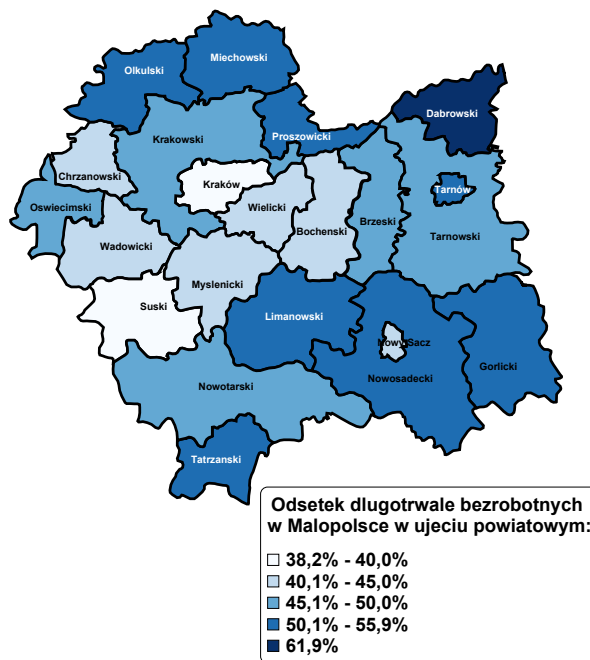 Miechowski
Olkulski
Dabrowski
Krakowski
Proszowicki
Chrzanowski
Kraków
Tarnów
Oswiecimski
Wielicki
Brzeski
Bochenski
Tarnowski
Wadowicki
Myslenicki
Suski
Limanowski
Nowy Sacz
Nowosadecki
Gorlicki
Nowotarski
Tatrzanski
Odsetek dlugotrwale bezrobotnych
w Malopolsce w ujeciu powiatowym:
38,2% - 40,0%
40,1% - 45,0%
45,1% - 50,0%
50,1% - 55,9%
61,9%